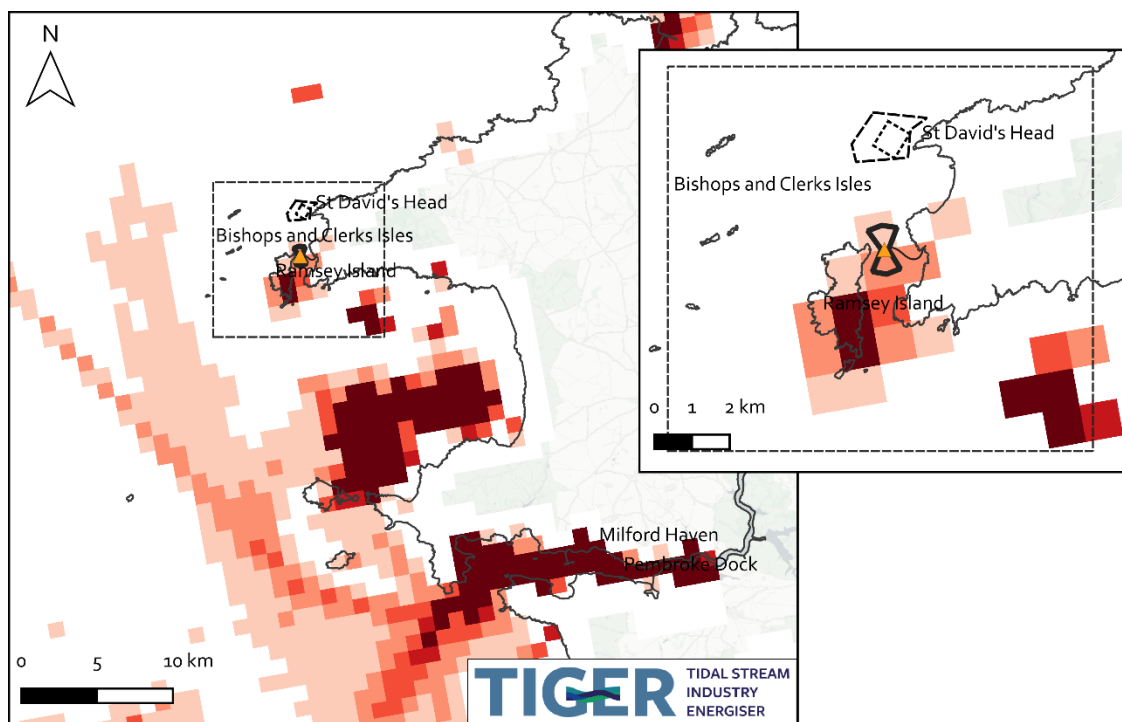 N
St David's Head
Bishops and Clerks Isles
Ramsey Island
Milford Haven
Pembroke Dock
0 5 10 km
St David's Head
Bishops and Clerks Isles
Ramsey Island
0 1 2 km
TIGER
TIDAL STREAM
INDUSTRY
ENERGISER